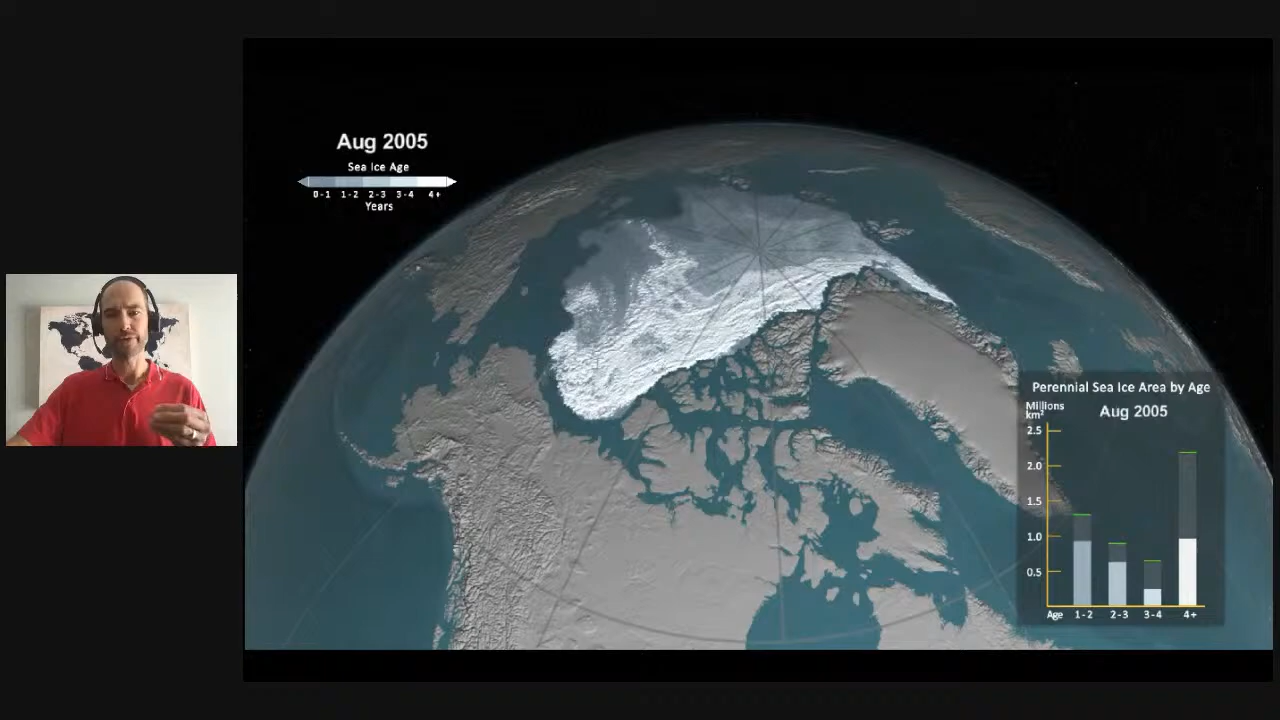 Aug 2005
Sea Ice Age
0-1 1-2 2-3 3-4 4+
Years
Perennial Sea Ice Area by Age
Millions
km²
Aug 2005
2.5
2.0
1.5
1.0
0.5
Age 1-2 2-3 3-4 4+